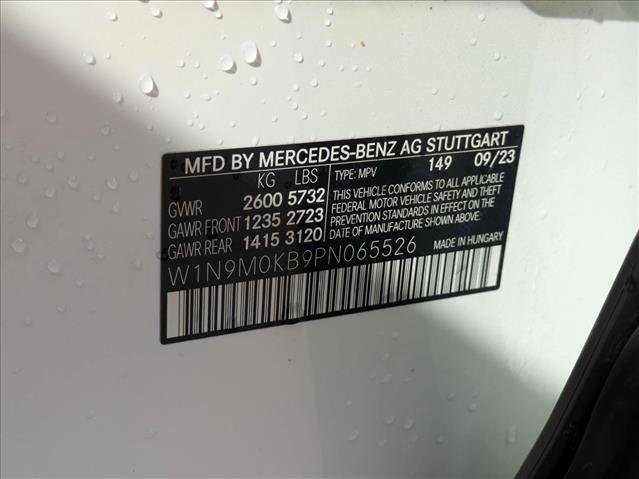 MFD BY MERCEDES-BENZ AG STUTTGART
KG LBS TYPE: MPV 149 09/23
GVWR 2600 5732
GAWR FRONT 1235 2723
GAWR REAR 1415 3120
THIS VEHICLE CONFORMS TO ALL APPLICABLE
FEDERAL MOTOR VEHICLE SAFETY AND THEFT
PREVENTION STANDARDS IN EFFECT ON THE
DATE OF MANUFACTURE SHOWN ABOVE.
W1N9M0KB9PN065526 MADE IN HUNGARY